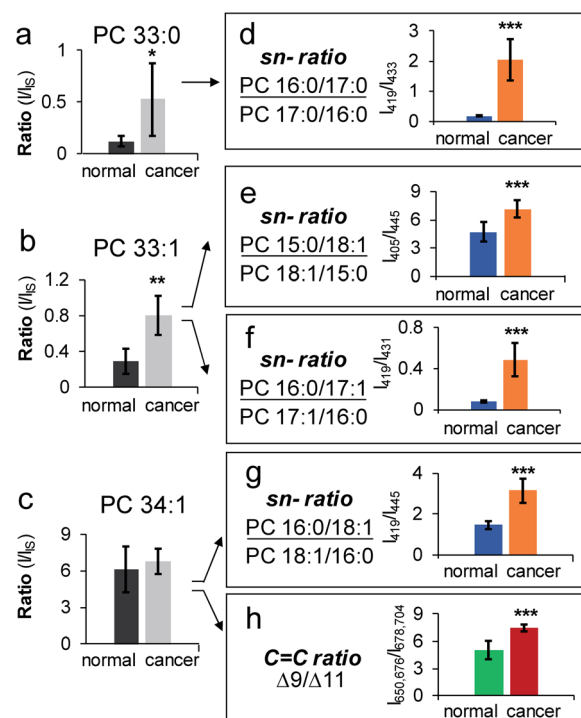 a
PC 33:0
Ratio (I/I_IS)
1
0.5
0
*
normal cancer
d
sn- ratio
PC 16:0/17:0
PC 17:0/16:0
I419/I433
3
2
1
0
***
normal cancer
b
PC 33:1
Ratio (I/I_IS)
1.2
0.8
0.4
0
**
normal cancer
e
sn- ratio
PC 15:0/18:1
PC 18:1/15:0
I405/I445
9
6
3
0
***
normal cancer
f
sn- ratio
PC 16:0/17:1
PC 17:1/16:0
I419/I431
0.8
0.4
0
***
normal cancer
c
PC 34:1
Ratio (I/I_IS)
9
6
3
0
normal cancer
g
sn- ratio
PC 16:0/18:1
PC 18:1/16:0
I419/I445
4
2
0
***
normal cancer
h
C=C ratio
Δ9/Δ11
I650,676/I678,704
9
6
3
0
***
normal cancer